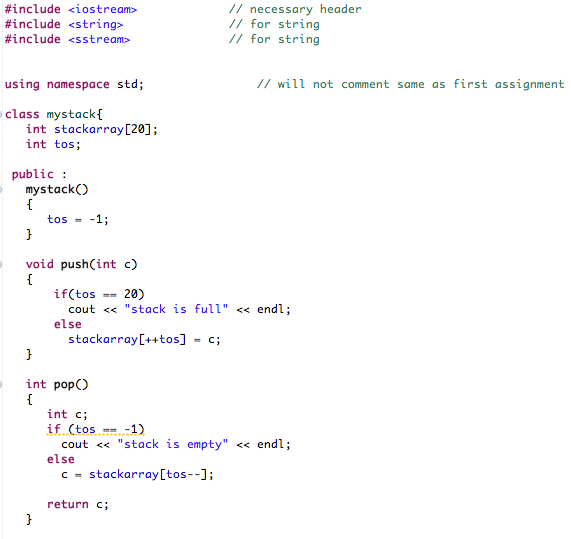 #include <iostream>             // necessary header
#include <string>               // for string
#include <sstream>              // for string
using namespace std;                // will not comment same as first assignment
class mystack{
   int stackarray[20];
   int tos;
 public :
   mystack()
   {
      tos = -1;
   }
   void push(int c)
   {
       if(tos == 20)
         cout << "stack is full" << endl;
       else
         stackarray[++tos] = c;
   }
   int pop()
   {
      int c;
      if (tos == -1)
        cout << "stack is empty" << endl;
      else
        c = stackarray[tos--];
      return c;
   }